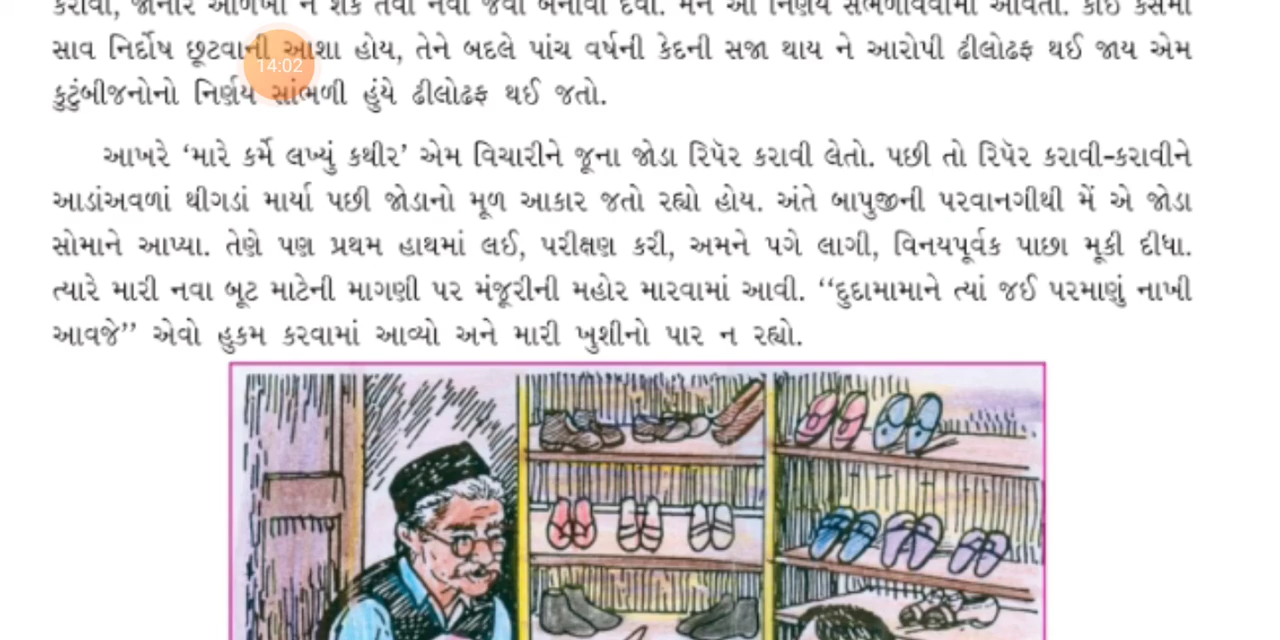 સાવ નિર્દોષ છૂટવાની આશા હોય, તેને બદલે પાંચ વર્ષની કેદની સજા થાય ને આરોપી ઢીલોઢફ થઈ જાય એમ
14:02
કુટુંબીજનોનો નિર્ણય સાંભળી હુંયે ઢીલોઢફ થઈ જતો.
આખરે ‘મારે કર્મે લખ્યું કથીર’ એમ વિચારીને જૂના જોડા રિપૅર કરાવી લેતો. પછી તો રિપૅર કરાવી-કરાવીને
આડાંઅવળાં થીગડાં માર્યા પછી જોડાનો મૂળ આકાર જતો રહ્યો હોય. અંતે બાપુજીની પરવાનગીથી મેં એ જોડા
સોમાને આપ્યા. તેણે પણ પ્રથમ હાથમાં લઈ, પરીક્ષણ કરી, અમને પગે લાગી, વિનયપૂર્વક પાછા મૂકી દીધા.
ત્યારે મારી નવા બૂટ માટેની માગણી પર મંજૂરીની મહોર મારવામાં આવી. ‘‘દુદામામાને ત્યાં જઈ પરમાણું નાખી
આવજે’’ એવો હુકમ કરવામાં આવ્યો અને મારી ખુશીનો પાર ન રહ્યો.